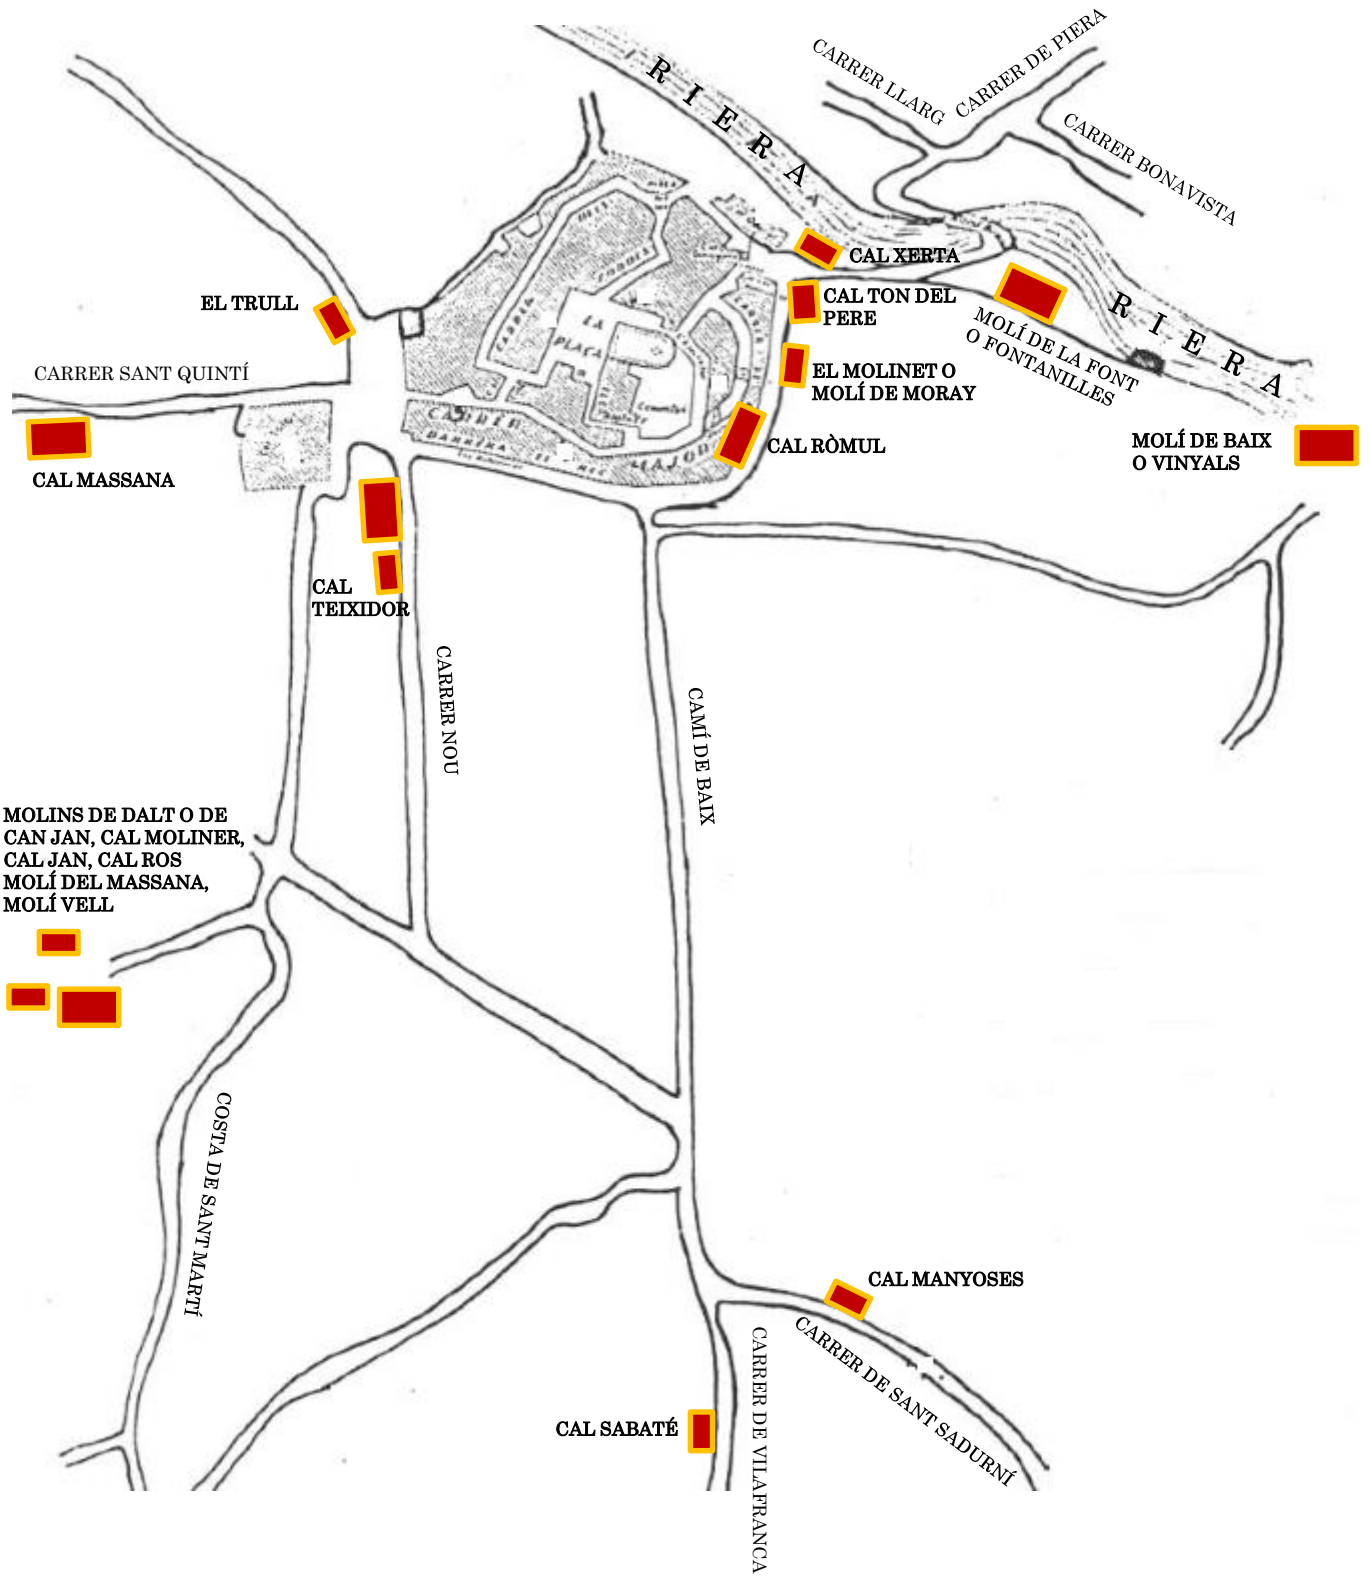 CARRER DE PIERA
CARRER LLARG
CARRER BONAVISTA
RIERA
CAL XERTA
EL TRULL
CAL TON DEL
PERE
RIERA
MOLÍ DE LA FONT
O FONTANILLES
CARRER SANT QUINTÍ
LA
PLAÇA
EL MOLINET O
MOLÍ DE MORAY
CARRER
MAJOR
CAL RÒMUL
MOLÍ DE BAIX
O VINYALS
CAL MASSANA
CAL
TEIXIDOR
CARRER NOU
CAMÍ DE BAIX
MOLINS DE DALT O DE
CAN JAN, CAL MOLINER,
CAL JAN, CAL ROS
MOLÍ DEL MASSANA,
MOLÍ VELL
COSTA DE SANT MARTÍ
CAL MANYOSES
CARRER DE SANT SADURNÍ
CARRER DE VILAFRANCA
CAL SABATÉ